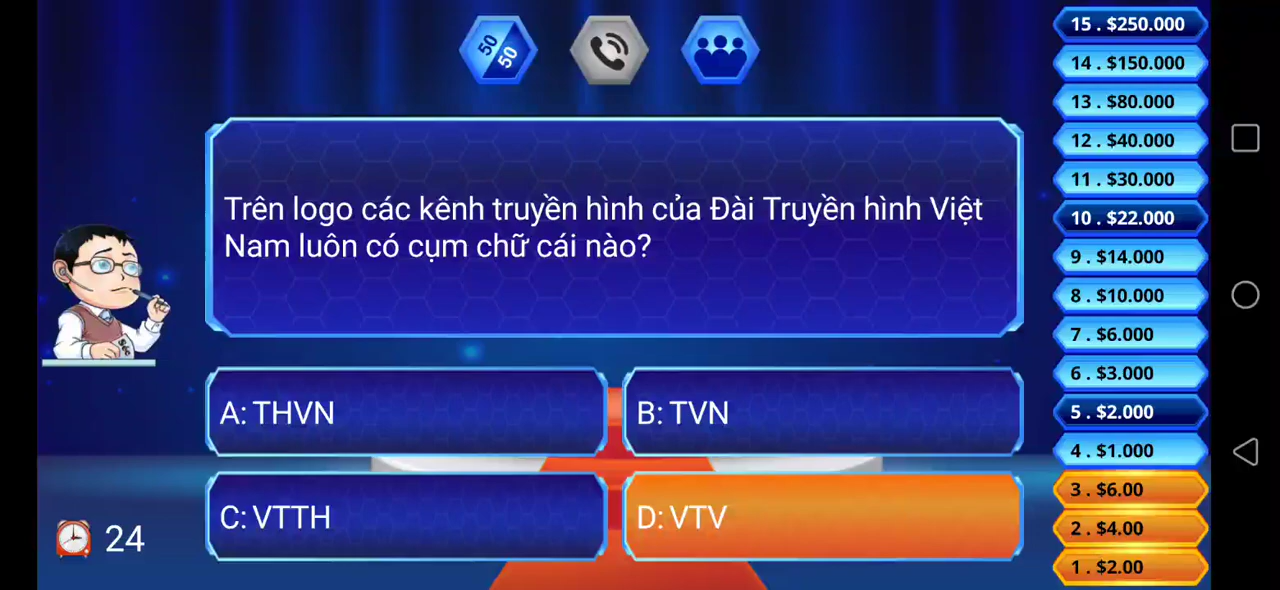 50
50
Trên logo các kênh truyền hình của Đài Truyền hình Việt
Nam luôn có cụm chữ cái nào?
A: THVN
B: TVN
C: VTTH
D: VTV
24
15 . $250.000
14 . $150.000
13 . $80.000
12 . $40.000
11 . $30.000
10 . $22.000
9 . $14.000
8 . $10.000
7 . $6.000
6 . $3.000
5 . $2.000
4 . $1.000
3 . $6.00
2 . $4.00
1 . $2.00